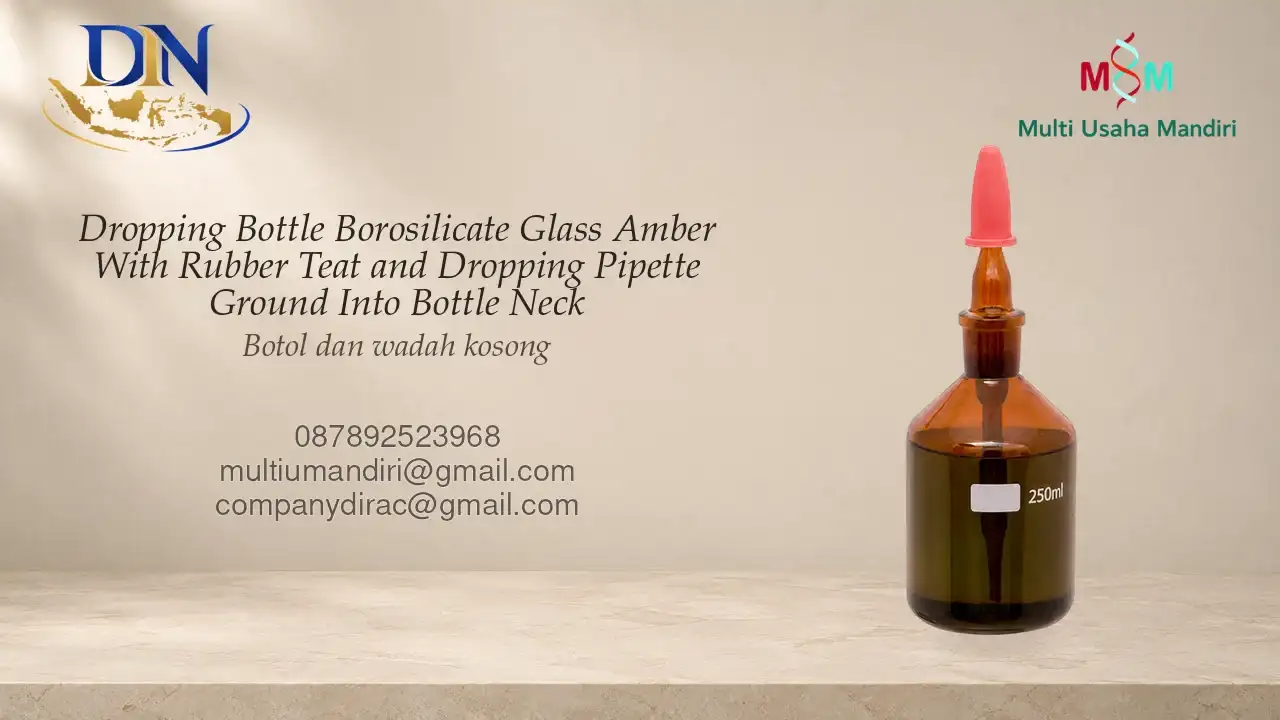 DIN
M M
Multi Usaha Mandiri
Dropping Bottle Borosilicate Glass Amber
With Rubber Teat and Dropping Pipette
Ground Into Bottle Neck
Botol dan wadah kosong
087892523968
multiumandiri@gmail.com
companydirac@gmail.com
250ml